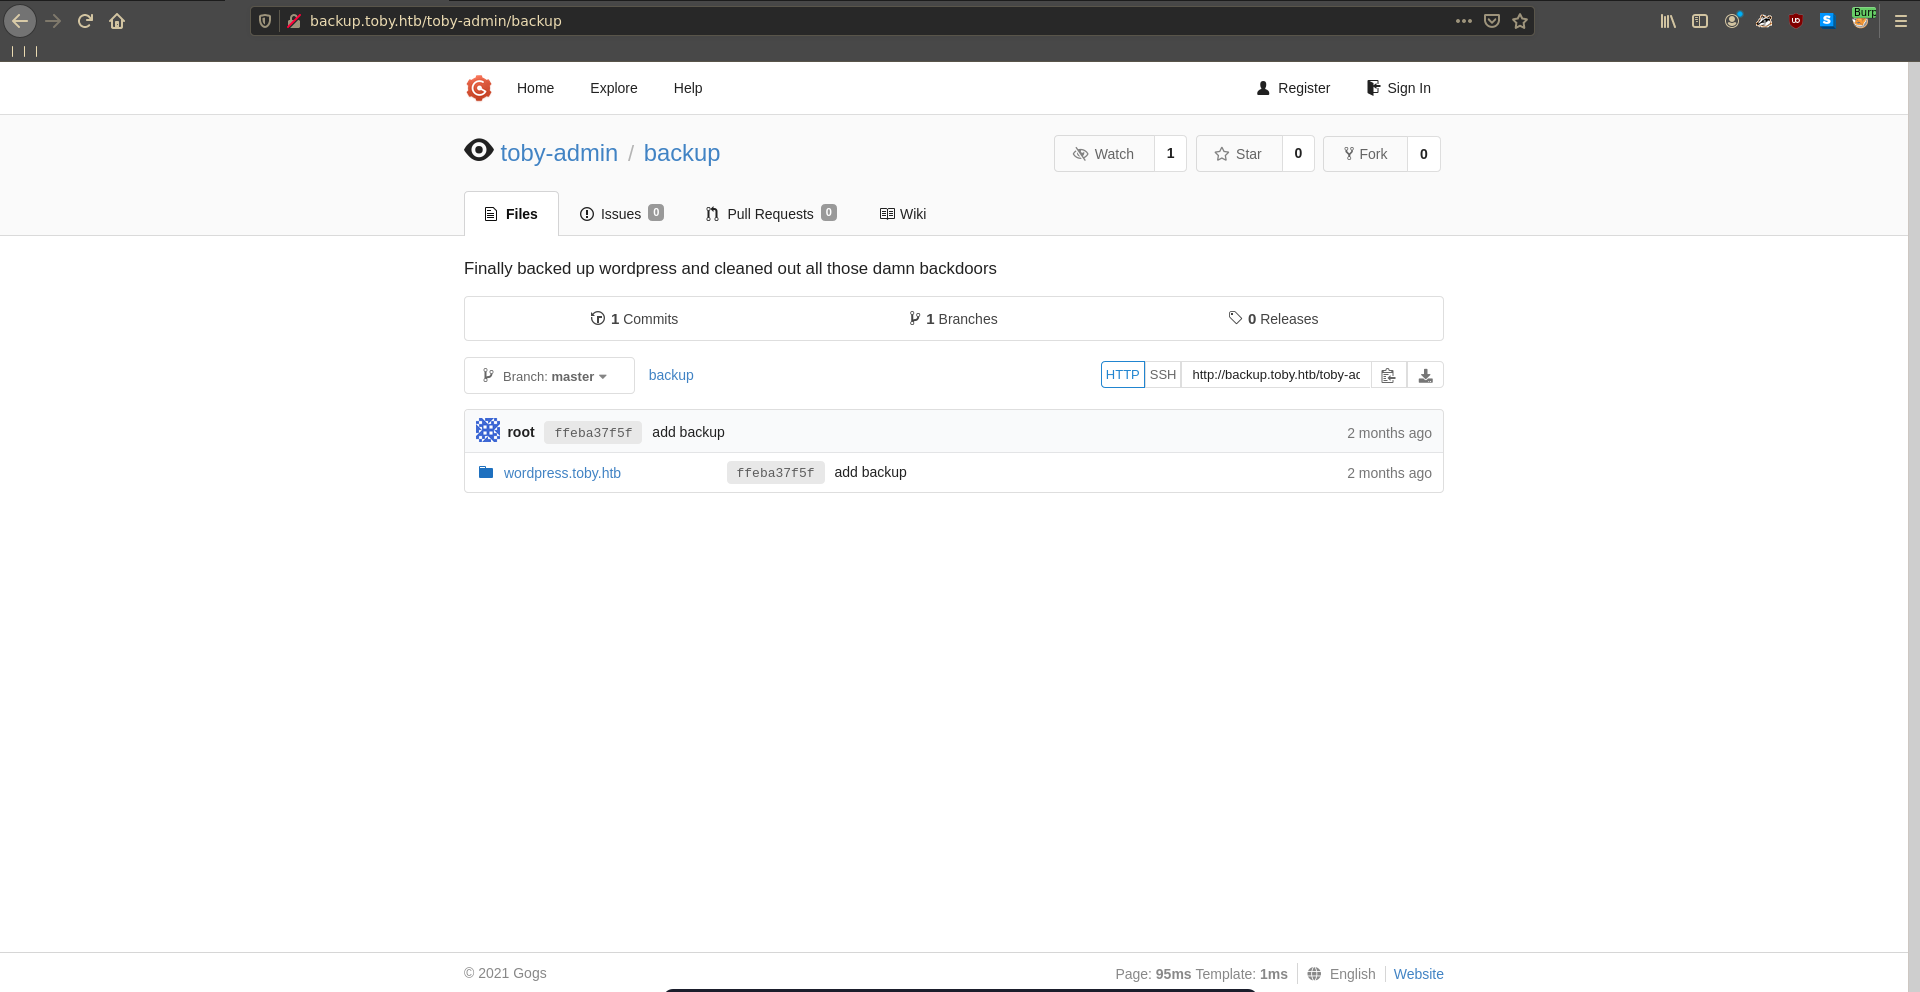 backup.toby.htb/toby-admin/backup
Burp
Home Explore Help Register Sign In
toby-admin / backup Watch 1 Star 0 Fork 0
Files Issues 0 Pull Requests 0 Wiki
Finally backed up wordpress and cleaned out all those damn backdoors
1 Commits 1 Branches 0 Releases
Branch: master backup HTTP SSH http://backup.toby.htb/toby-ac
root ffeba37f5f add backup 2 months ago
wordpress.toby.htb ffeba37f5f add backup 2 months ago
© 2021 Gogs Page: 95ms Template: 1ms English Website